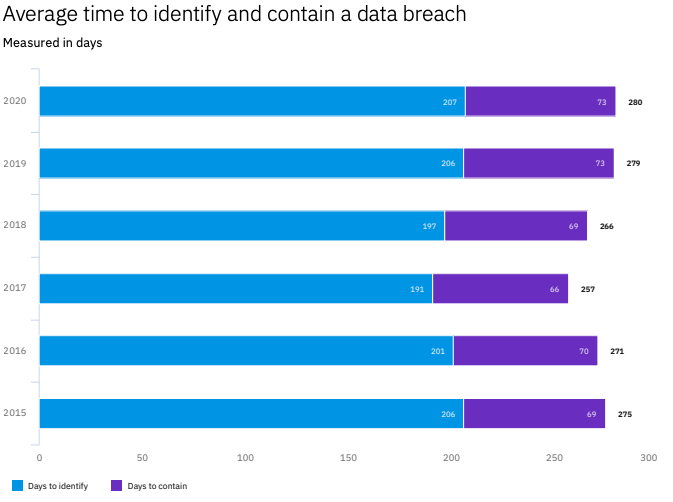 Average time to identify and contain a data breach
Measured in days
2020 207 73 280
2019 206 73 279
2018 197 69 266
2017 191 66 257
2016 201 70 271
2015 206 69 275
0 50 100 150 200 250 300
Days to identify Days to contain